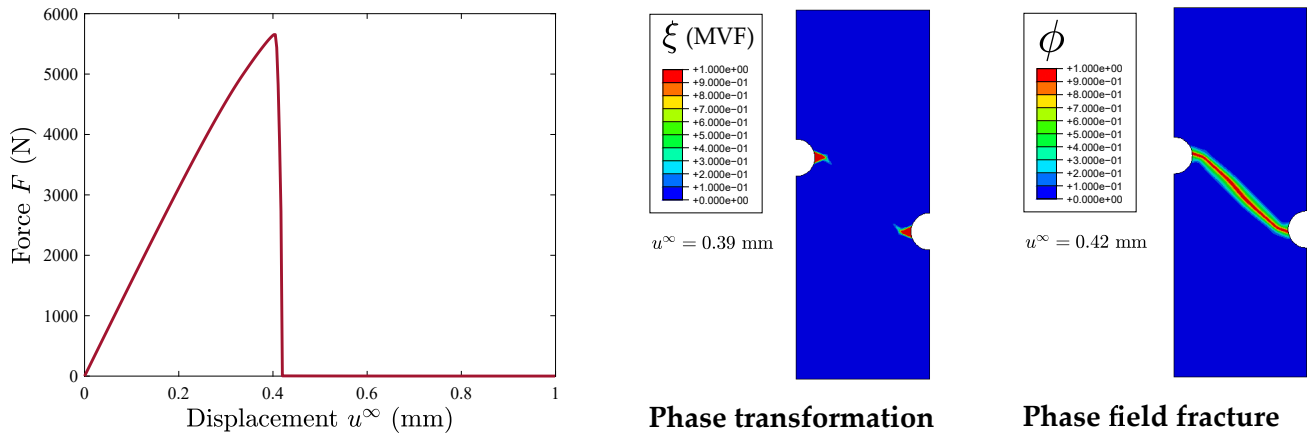 6000
5000
4000
3000
2000
1000
0
0
0.2
0.4
0.6
0.8
1
Force F (N)
Displacement u∞ (mm)
ξ (MVF)
+1.000e+00
+9.000e-01
+8.000e-01
+7.000e-01
+6.000e-01
+5.000e-01
+4.000e-01
+3.000e-01
+2.000e-01
+1.000e-01
+0.000e+00
u∞ = 0.39 mm
Phase transformation
ϕ
+1.000e+00
+9.000e-01
+8.000e-01
+7.000e-01
+6.000e-01
+5.000e-01
+4.000e-01
+3.000e-01
+2.000e-01
+1.000e-01
+0.000e+00
u∞ = 0.42 mm
Phase field fracture